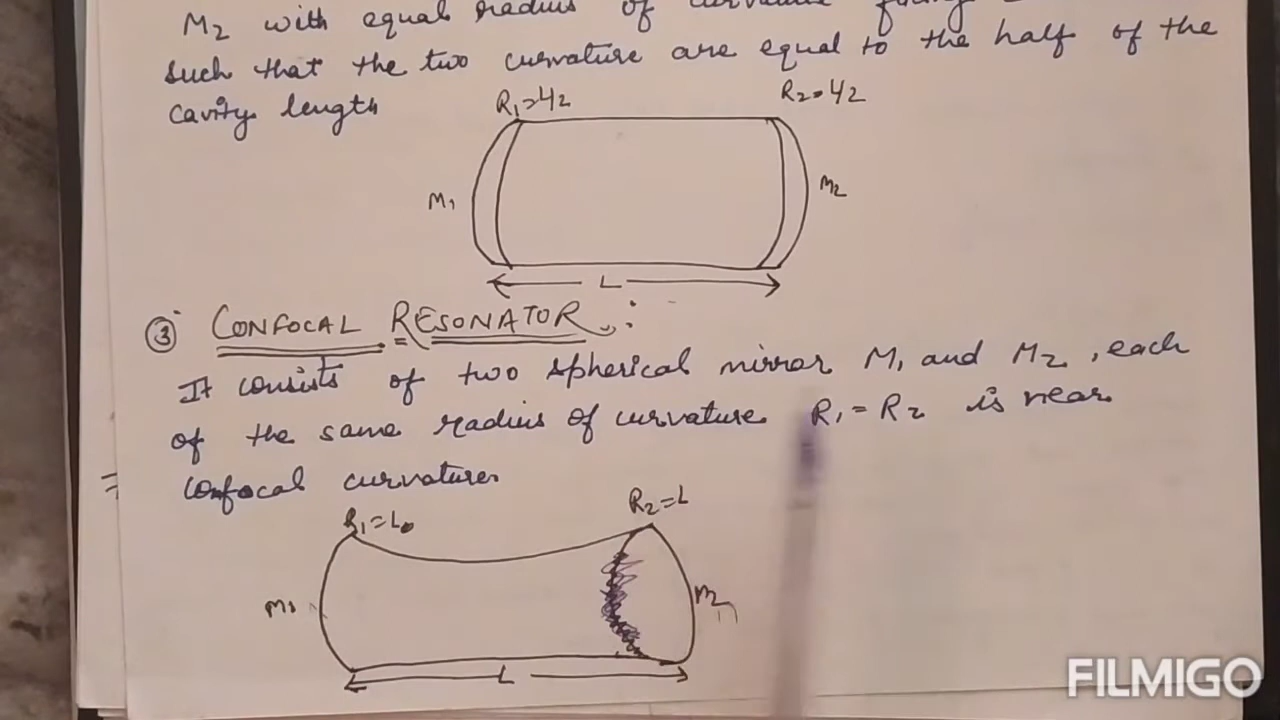 M2 with equal radius of
such that the two curvature are equal to the half of the
cavity length
R1=L/2
R2=L/2
M1
M2
L
③ CONFOCAL RESONATOR :
It consists of two spherical mirror M1 and M2, each
of the same radius of curvature R1=R2 is near
confocal curvature
R1=L
R2=L
M1
M2
L
FILMIGO